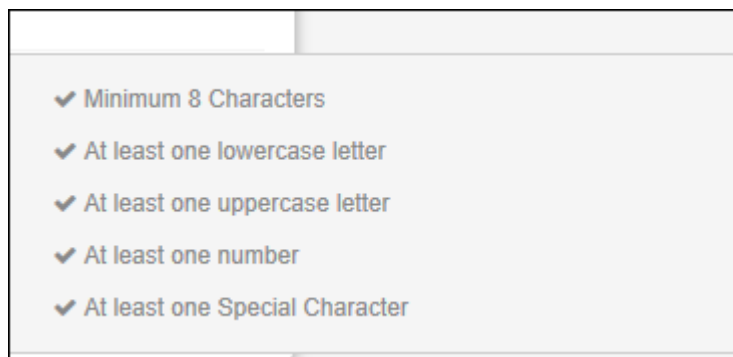 Minimum 8 Characters
At least one lowercase letter
At least one uppercase letter
At least one number
At least one Special Character